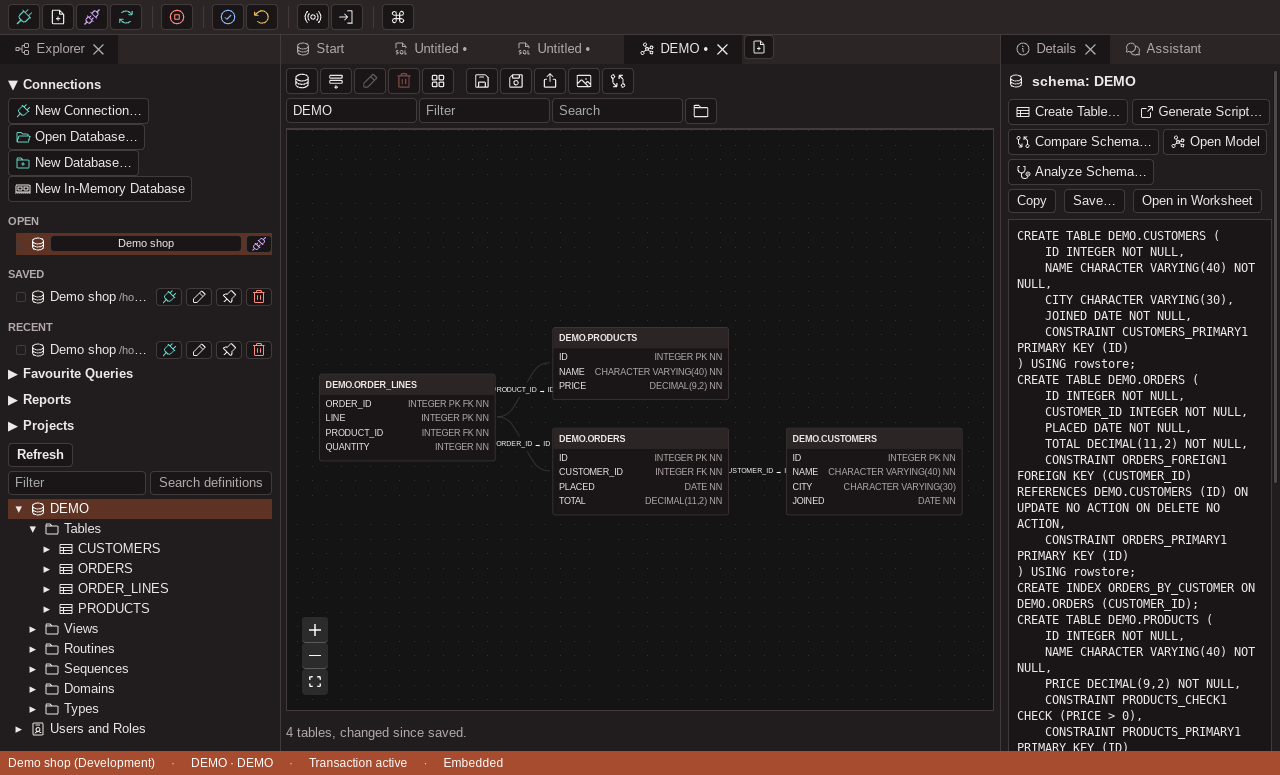 Explorer
Start
Untitled •
Untitled •
DEMO •
Details
Assistant
Connections
New Connection…
Open Database…
New Database…
New In-Memory Database
OPEN
Demo shop
SAVED
Demo shop /ho…
RECENT
Demo shop /ho…
Favourite Queries
Reports
Projects
Refresh
Filter
Search definitions
DEMO
Tables
CUSTOMERS
ORDERS
ORDER_LINES
PRODUCTS
Views
Routines
Sequences
Domains
Types
Users and Roles
DEMO
Filter
Search
DEMO.ORDER_LINES
ORDER_ID INTEGER PK FK NN
LINE INTEGER PK NN
PRODUCT_ID INTEGER FK NN
QUANTITY INTEGER NN
DEMO.PRODUCTS
ID INTEGER PK NN
NAME CHARACTER VARYING(40) NN
PRICE DECIMAL(9,2) NN
DEMO.ORDERS
ID INTEGER PK NN
CUSTOMER_ID INTEGER FK NN
PLACED DATE NN
TOTAL DECIMAL(11,2) NN
DEMO.CUSTOMERS
ID INTEGER PK NN
NAME CHARACTER VARYING(40) NN
CITY CHARACTER VARYING(30)
JOINED DATE NN
4 tables, changed since saved.
schema: DEMO
Create Table…
Generate Script…
Compare Schema…
Open Model
Analyze Schema…
Copy
Save…
Open in Worksheet
CREATE TABLE DEMO.CUSTOMERS (
ID INTEGER NOT NULL,
NAME CHARACTER VARYING(40) NOT
NULL,
CITY CHARACTER VARYING(30),
JOINED DATE NOT NULL,
CONSTRAINT CUSTOMERS_PRIMARY1
PRIMARY KEY (ID)
) USING rowstore;
CREATE TABLE DEMO.ORDERS (
ID INTEGER NOT NULL,
CUSTOMER_ID INTEGER NOT NULL,
PLACED DATE NOT NULL,
TOTAL DECIMAL(11,2) NOT NULL,
CONSTRAINT ORDERS_FOREIGN1
FOREIGN KEY (CUSTOMER_ID)
REFERENCES DEMO.CUSTOMERS (ID) ON
UPDATE NO ACTION ON DELETE NO
ACTION,
CONSTRAINT ORDERS_PRIMARY1
PRIMARY KEY (ID)
) USING rowstore;
CREATE INDEX ORDERS_BY_CUSTOMER ON
DEMO.ORDERS (CUSTOMER_ID);
CREATE TABLE DEMO.PRODUCTS (
ID INTEGER NOT NULL,
NAME CHARACTER VARYING(40) NOT
NULL,
PRICE DECIMAL(9,2) NOT NULL,
CONSTRAINT PRODUCTS_CHECK1
CHECK (PRICE > 0),
CONSTRAINT PRODUCTS_PRIMARY1
PRIMARY KEY (ID)
Demo shop (Development) · DEMO · DEMO · Transaction active · Embedded